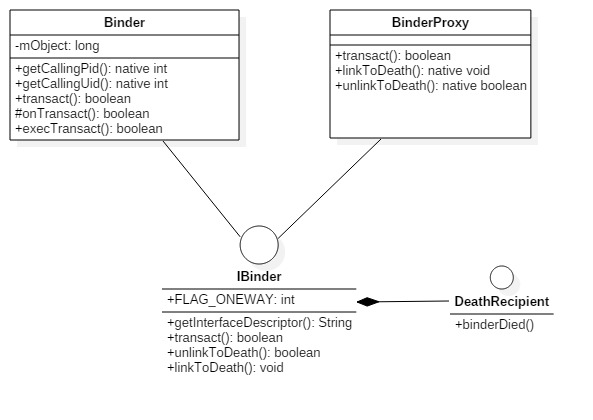 Binder
-mObject: long
+getCallingPid(): native int
+getCallingUid(): native int
+transact(): boolean
#onTransact(): boolean
+execTransact(): boolean
BinderProxy
+transact(): boolean
+linkToDeath(): native void
+unlinkToDeath(): native boolean
IBinder
+FLAG_ONEWAY: int
+getInterfaceDescriptor(): String
+transact(): boolean
+unlinkToDeath(): boolean
+linkToDeath(): void
DeathRecipient
+binderDied()